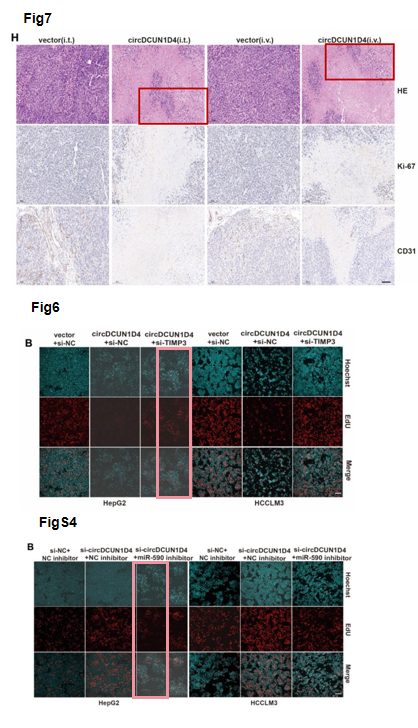 Fig7
H
vector(i.t.) circDCUN1D4(i.t.) vector(i.v.) circDCUN1D4(i.v.)
HE
Ki-67
CD31
Fig6
B
vector circDCUN1D4 circDCUN1D4 vector circDCUN1D4 circDCUN1D4
+si-NC +si-NC +si-TIMP3 +si-NC +si-NC +si-TIMP3
Hoechst
EdU
Merge
HepG2 HCCLM3
FigS4
B
si-NC+ si-circDCUN1D4 si-circDCUN1D4 si-NC+ si-circDCUN1D4 si-circDCUN1D4
NC inhibitor +NC inhibitor +miR-590 inhibitor NC inhibitor +NC inhibitor +miR-590 inhibitor
Hoechst
EdU
Merge
HepG2 HCCLM3